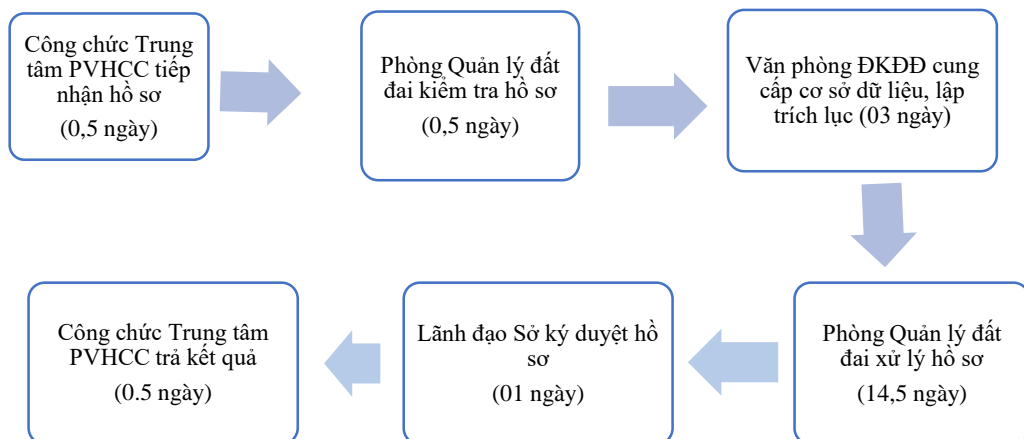 Công chức Trung
tâm PVHCC tiếp
nhận hồ sơ
(0,5 ngày)
Phòng Quản lý đất
đai kiểm tra hồ sơ
(0,5 ngày)
Văn phòng ĐKĐĐ cung
cấp cơ sở dữ liệu, lập
trích lục (03 ngày)
Phòng Quản lý đất
đai xử lý hồ sơ
(14,5 ngày)
Lãnh đạo Sở ký duyệt hồ
sơ
(01 ngày)
Công chức Trung tâm
PVHCC trả kết quả
(0.5 ngày)